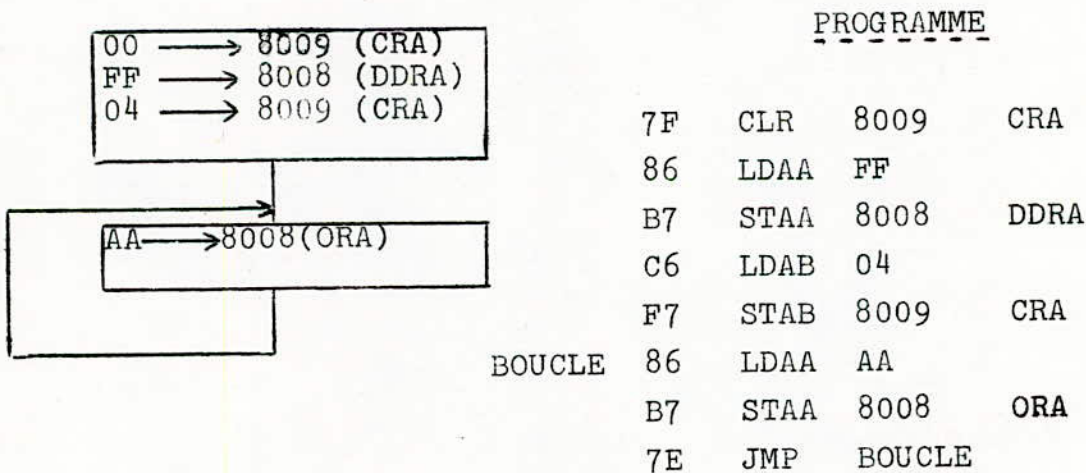 00 → 8009 (CRA)
FF → 8008 (DDRA)
04 → 8009 (CRA)
AA → 8008(ORA)
PROGRAMME
7F CLR 8009 CRA
86 LDAA FF
B7 STAA 8008 DDRA
C6 LDAB 04
F7 STAB 8009 CRA
BOUCLE 86 LDAA AA
B7 STAA 8008 ORA
7E JMP BOUCLE